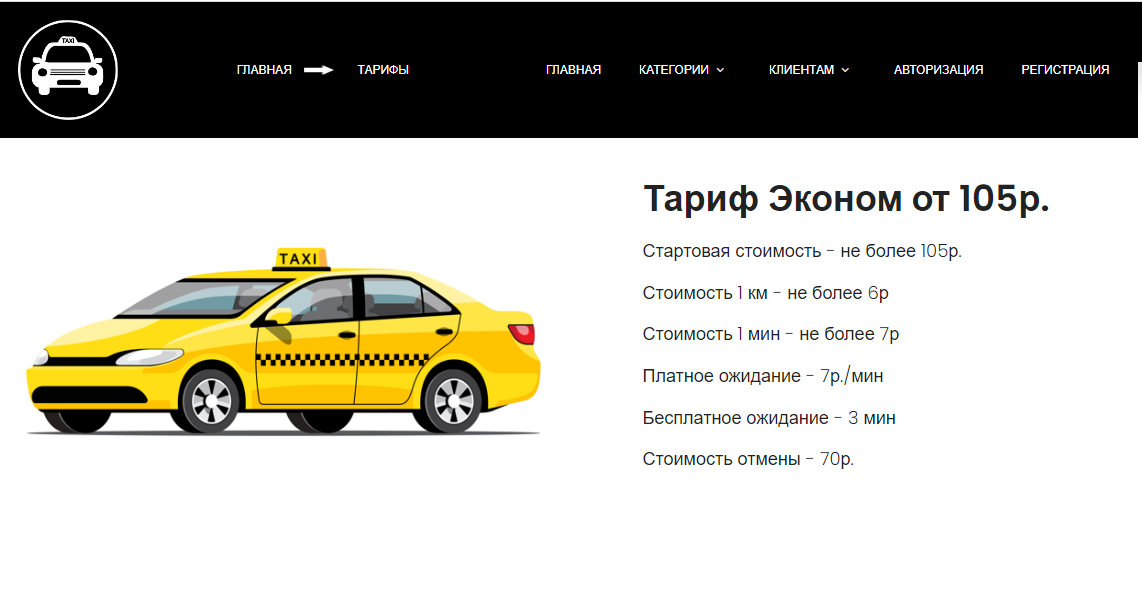 TAXI
ГЛАВНАЯ
ТАРИФЫ
ГЛАВНАЯ
КАТЕГОРИИ
КЛИЕНТАМ
АВТОРИЗАЦИЯ
РЕГИСТРАЦИЯ
TAXI
Тариф Эконом от 105р.
Стартовая стоимость - не более 105р.
Стоимость 1 км - не более 6р
Стоимость 1 мин - не более 7р
Платное ожидание - 7р./мин
Бесплатное ожидание - 3 мин
Стоимость отмены - 70р.